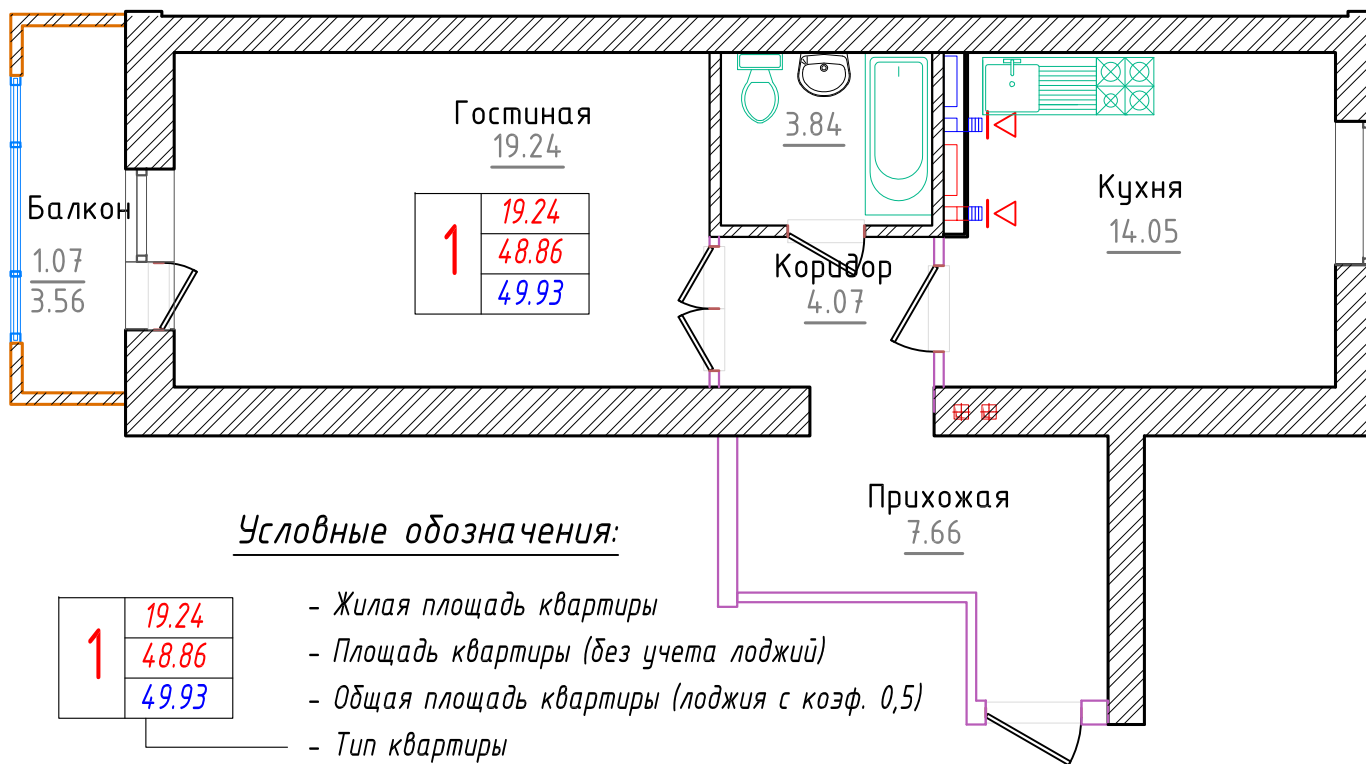 Гостиная
19.24
3.84
Кухня
14.05
Балкон
1.07
3.56
1
19.24
48.86
49.93
Коридор
4.07
Прихожая
7.66
Условные обозначения:
1
19.24
48.86
49.93
- Жилая площадь квартиры
- Площадь квартиры (без учета лоджий)
- Общая площадь квартиры (лоджия с коэф. 0,5)
- Тип квартиры